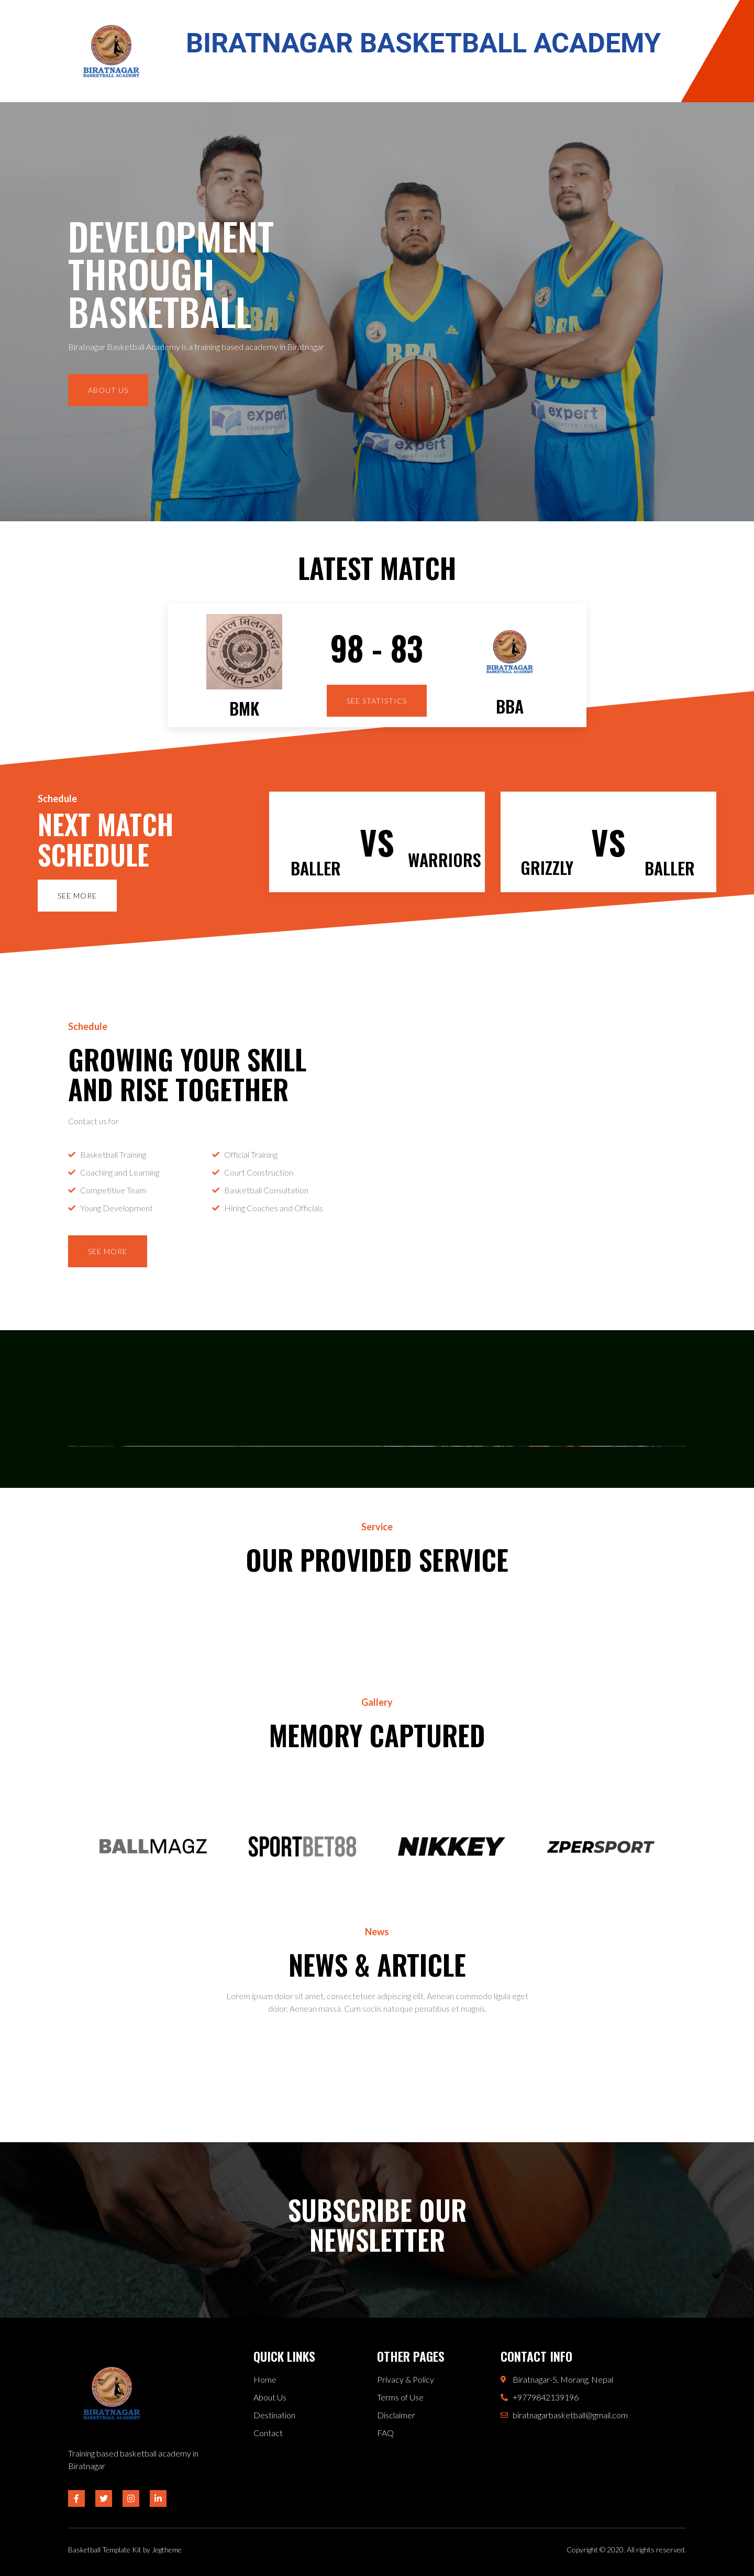 BIRATNAGAR
BASKETBALL ACADEMY
BIRATNAGAR BASKETBALL ACADEMY
DEVELOPMENT
THROUGH
BASKETBALL
Biratnagar Basketball Academy is a training based academy in Biratnagar
ABOUT US
BBA
BBA
expert
expert
expert
LATEST MATCH
98 - 83
SEE STATISTICS
BMK
BIRATNAGAR
BASKETBALL ACADEMY
BBA
Schedule
NEXT MATCH
SCHEDULE
SEE MORE
BALLER
VS
WARRIORS
GRIZZLY
VS
BALLER
Schedule
GROWING YOUR SKILL
AND RISE TOGETHER
Contact us for
Basketball Training
Coaching and Learning
Competitive Team
Young Development
Official Training
Court Construction
Basketball Consultation
Hiring Coaches and Officials
SEE MORE
Service
OUR PROVIDED SERVICE
Gallery
MEMORY CAPTURED
BALLMAGZ
SPORTBET88
NIKKEY
ZPERSPORT
News
NEWS & ARTICLE
Lorem ipsum dolor sit amet, consectetuer adipiscing elit. Aenean commodo ligula eget
dolor. Aenean massa. Cum sociis natoque penatibus et magnis.
SUBSCRIBE OUR
NEWSLETTER
BIRATNAGAR
BASKETBALL ACADEMY
Training based basketball academy in
Biratnagar
QUICK LINKS
Home
About Us
Destination
Contact
OTHER PAGES
Privacy & Policy
Terms of Use
Disclaimer
FAQ
CONTACT INFO
Biratnagar-5, Morang, Nepal
+9779842139196
biratnagarbasketball@gmail.com
Basketball Template Kit by Jegtheme
Copyright © 2020. All rights reserved.